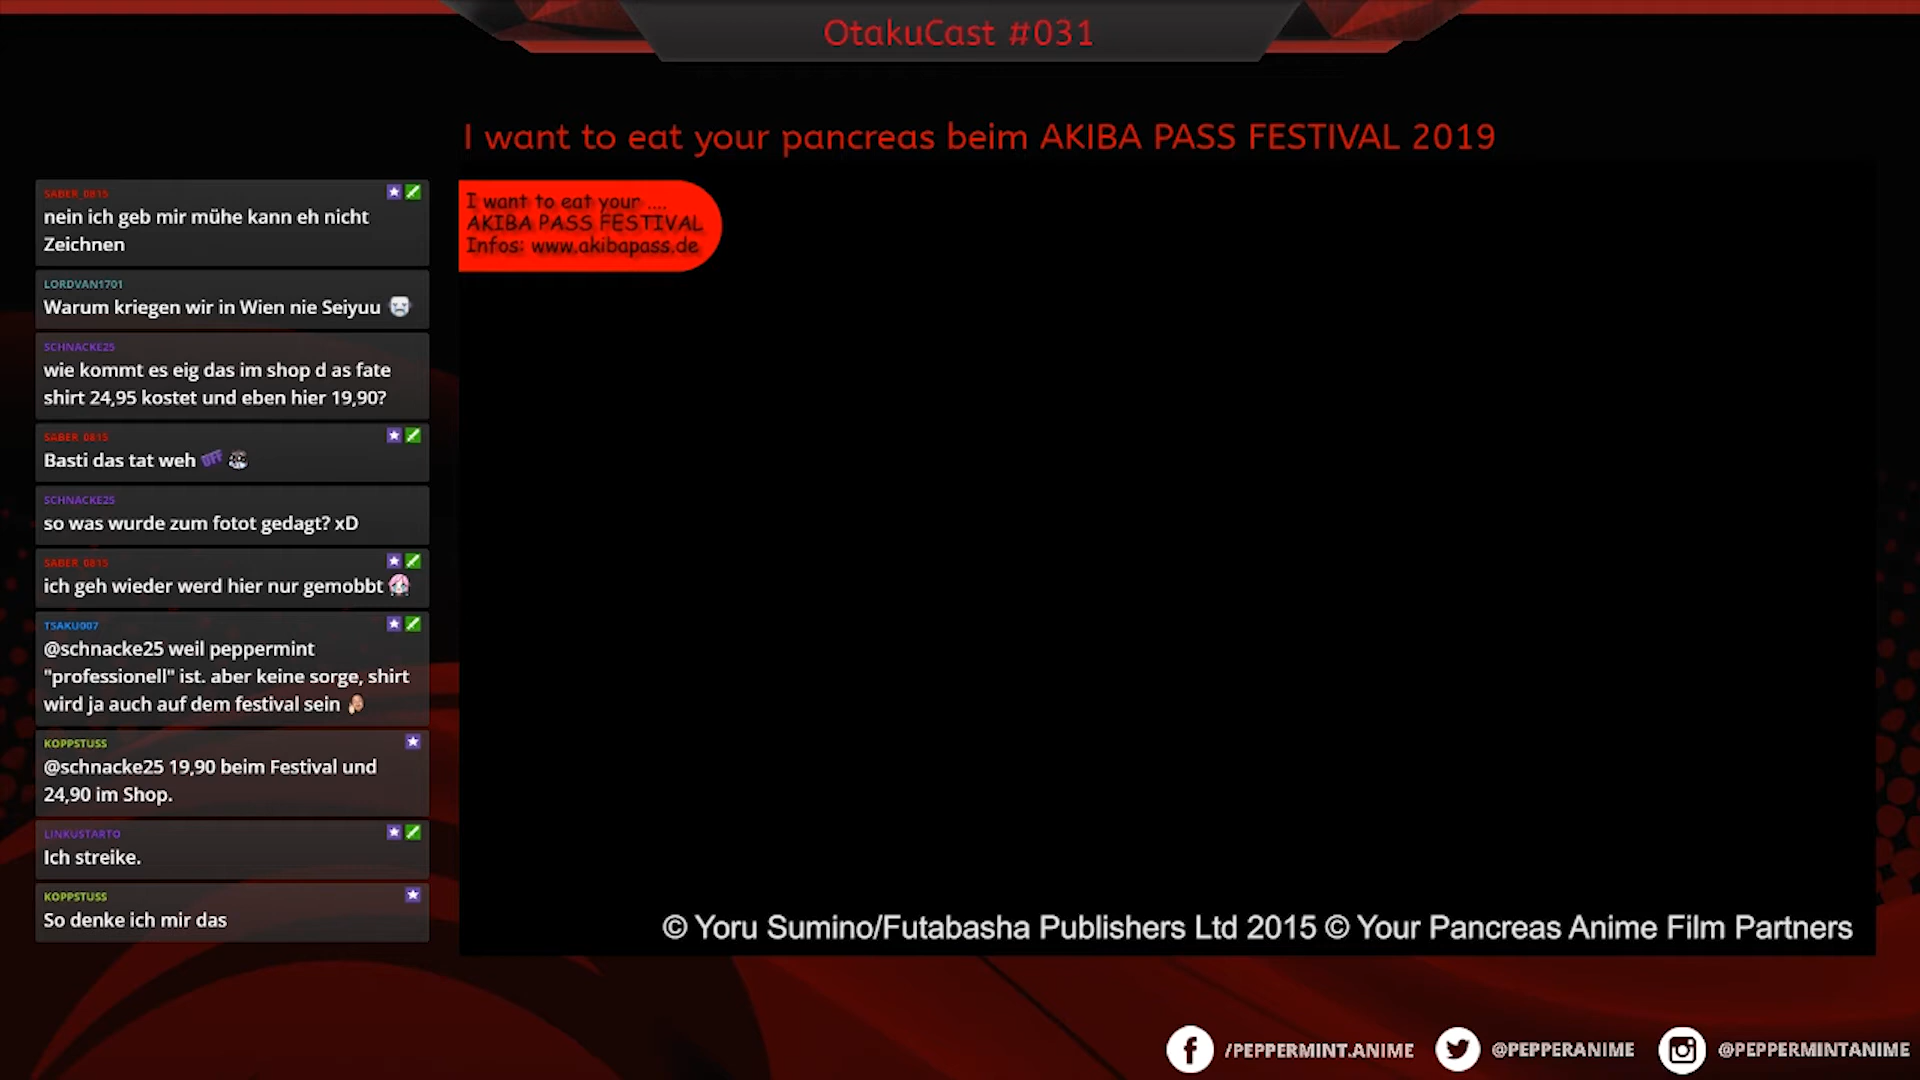 OtakuCast #031
I want to eat your pancreas beim AKIBA PASS FESTIVAL 2019
SABER_0815
nein ich geb mir mühe kann eh nicht
Zeichnen
LORDVAN1701
Warum kriegen wir in Wien nie Seiyuu
SCHNACKE25
wie kommt es eig das im shop d as fate
shirt 24,95 kostet und eben hier 19,90?
SABER_0815
Basti das tat weh OFF
SCHNACKE25
so was wurde zum fotot gedagt? xD
SABER_0815
ich geh wieder werd hier nur gemobbt
TSAKU007
@schnacke25 weil peppermint
"professionell" ist. aber keine sorge, shirt
wird ja auch auf dem festival sein
KOPPSTUSS
@schnacke25 19,90 beim Festival und
24,90 im Shop.
LINKUSTARTO
Ich streike.
KOPPSTUSS
So denke ich mir das
I want to eat your ....
AKIBA PASS FESTIVAL
Infos: www.akibapass.de
© Yoru Sumino/Futabasha Publishers Ltd 2015 © Your Pancreas Anime Film Partners
/PEPPERMINT.ANIME @PEPPERANIME @PEPPERMINTANIME